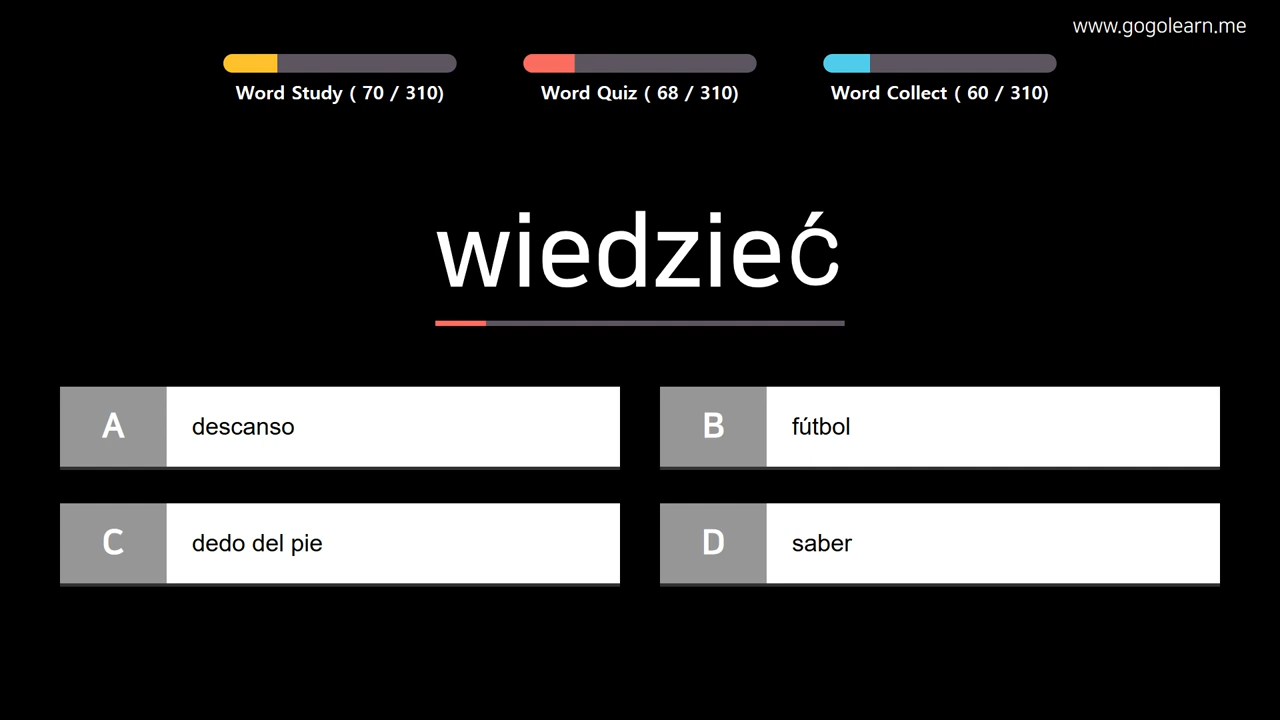 www.gogolearn.me
Word Study ( 70 / 310)
Word Quiz ( 68 / 310)
Word Collect ( 60 / 310)
wiedzieć
A descanso
B fútbol
C dedo del pie
D saber